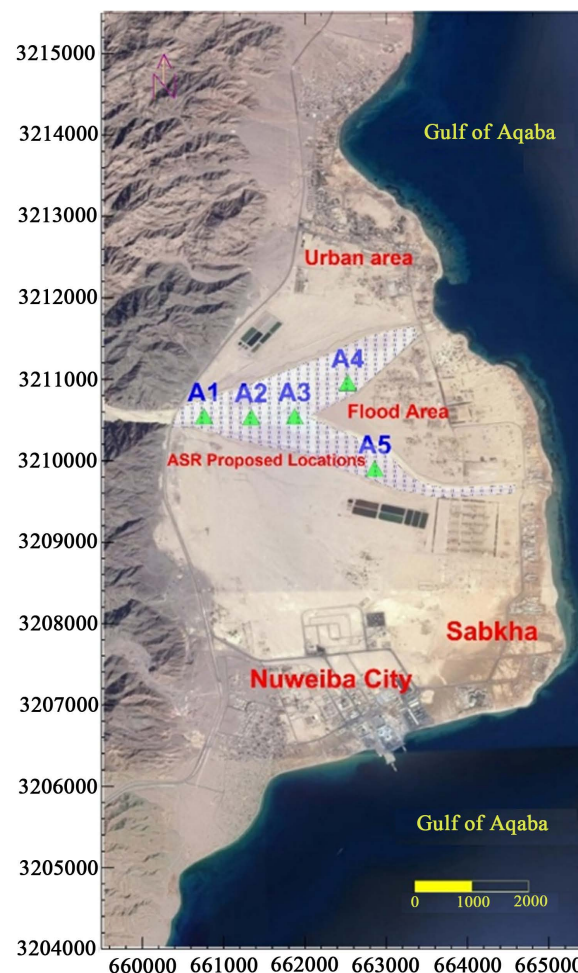 3215000
3214000
Gulf of Aqaba
3213000
Urban area
3212000
3211000
A1 A2 A3 A4
Flood Area
A5
3210000
ASR Proposed Locations
3209000
3208000
Sabkha
Nuweiba City
3207000
3206000
Gulf of Aqaba
3205000
0 1000 2000
3204000
660000 661000 662000 663000 664000 665000
N